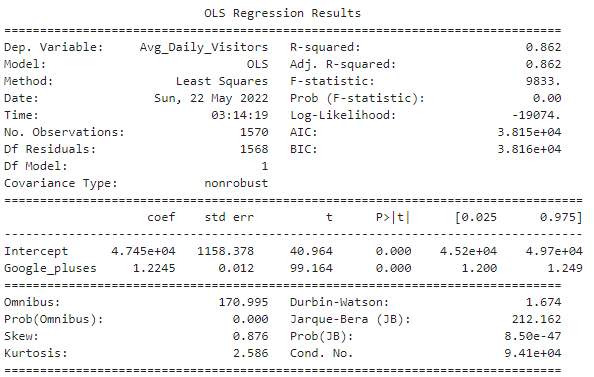 OLS Regression Results
==============================================================================
Dep. Variable:     Avg_Daily_Visitors   R-squared:                       0.862
Model:                            OLS   Adj. R-squared:                  0.862
Method:                 Least Squares   F-statistic:                     9833.
Date:                Sun, 22 May 2022   Prob (F-statistic):               0.00
Time:                        03:14:19   Log-Likelihood:                -19074.
No. Observations:                1570   AIC:                         3.815e+04
Df Residuals:                    1568   BIC:                         3.816e+04
Df Model:                           1
Covariance Type:            nonrobust
=================================================================================
                    coef    std err          t      P>|t|      [0.025      0.975]
---------------------------------------------------------------------------------
Intercept      4.745e+04   1158.378     40.964      0.000    4.52e+04    4.97e+04
Google_pluses     1.2245      0.012     99.164      0.000       1.200       1.249
==============================================================================
Omnibus:                      170.995   Durbin-Watson:                   1.674
Prob(Omnibus):                  0.000   Jarque-Bera (JB):              212.162
Skew:                           0.876   Prob(JB):                     8.50e-47
Kurtosis:                       2.586   Cond. No.                     9.41e+04
==============================================================================